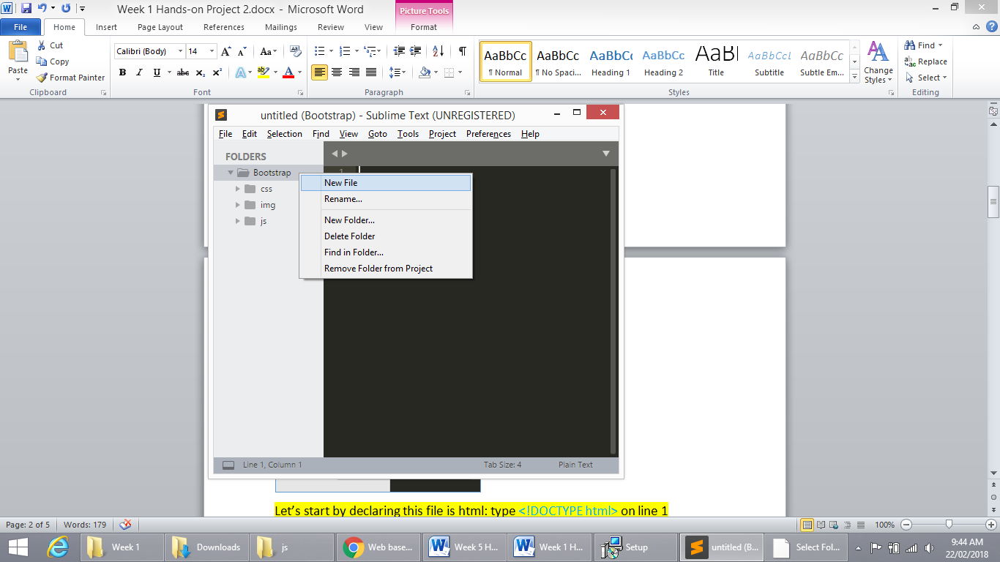 Week 1 Hands-on Project 2.docx - Microsoft Word
Picture Tools
File Home Insert Page Layout References Mailings Review View Format
Paste
Cut
Copy
Format Painter
Clipboard
Calibri (Body) 14
Font
Paragraph
AaBbCc AaBbCc AaBbCc AaBbCc AaBb AaBbCcL AaBbCc
¶ Normal ¶ No Spaci... Heading 1 Heading 2 Title Subtitle Subtle Em...
Change Styles
Styles
Find
Replace
Select
Editing
untitled (Bootstrap) - Sublime Text (UNREGISTERED)
File Edit Selection Find View Goto Tools Project Preferences Help
FOLDERS
Bootstrap
css
img
js
1
New File
Rename...
New Folder...
Delete Folder
Find in Folder...
Remove Folder from Project
Line 1, Column 1 Tab Size: 4 Plain Text
Let's start by declaring this file is html: type <!DOCTYPE html> on line 1
Page: 2 of 5 Words: 179 100%
Week 1 Downloads js Web base... Week 5 H... Week 1 H... Setup untitled (B... Select Fol...
9:44 AM
22/02/2018